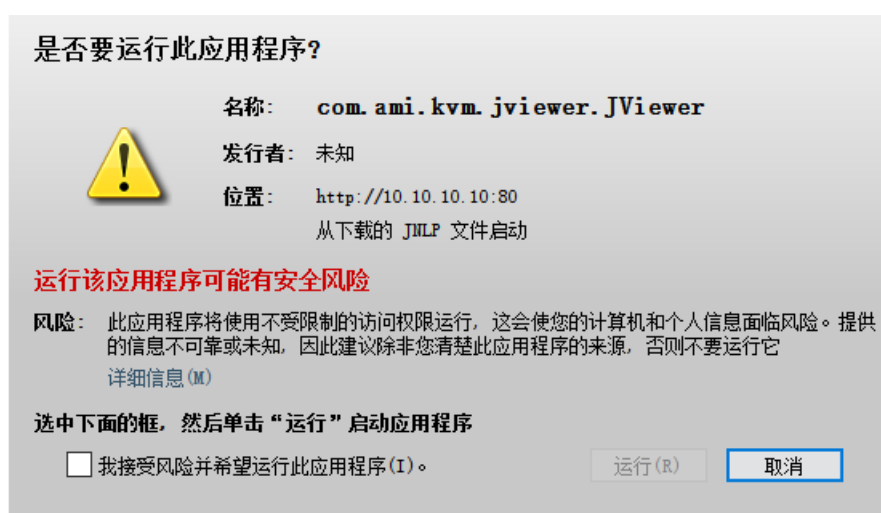 是否要运行此应用程序?
名称: com.ami.kvm.jviewer.JViewer
发行者: 未知
位置: http://10.10.10.10:80
从下载的 JNLP 文件启动
运行该应用程序可能有安全风险
风险: 此应用程序将使用不受限制的访问权限运行, 这会使您的计算机和个人信息面临风险。提供
的信息不可靠或未知, 因此建议除非您清楚此应用程序的来源, 否则不要运行它
详细信息(M)
选中下面的框, 然后单击“运行”启动应用程序
我接受风险并希望运行此应用程序(I)。 运行(R) 取消